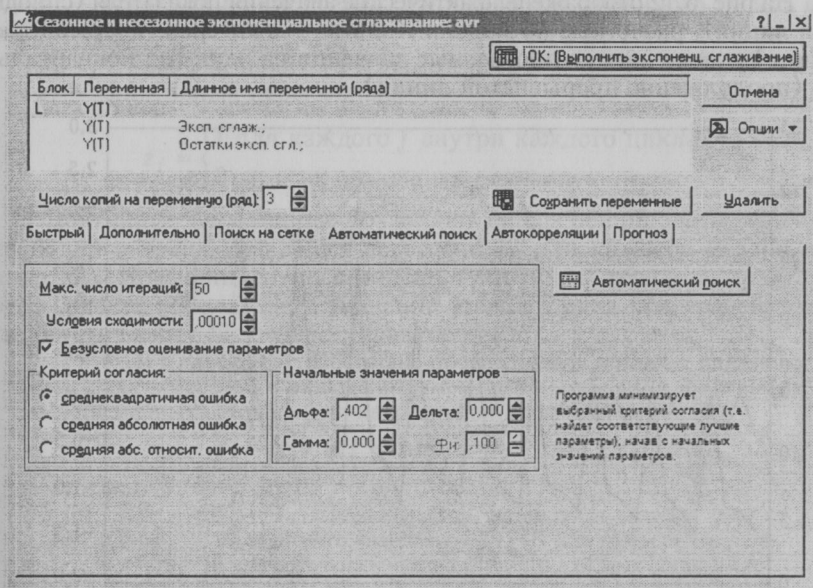 Сезонное и несезонное экспоненциальное сглаживание: avr
OK: (Выполнить экспоненц. сглаживание)
Блок Переменная Длинное имя переменной (ряда)
L Y(T)
Y(T) Эксп. сглаж.;
Y(T) Остатки эксп. сгл.;
Отмена
Опции
Число копий на переменную (ряд): 3
Сохранить переменные
Удалить
Быстрый Дополнительно Поиск на сетке Автоматический поиск Автокорреляции Прогноз
Макс. число итераций: 50
Автоматический поиск
Условия сходимости: ,00010
Безусловное оценивание параметров
Критерий согласия:
среднеквадратичная ошибка
средняя абсолютная ошибка
средняя абс. относит. ошибка
Начальные значения параметров
Альфа: ,402 Дельта: 0,000
Гамма: 0,000 Фи: ,100
Программа минимизирует
выбранный критерий согласия (т.е.
найдет соответствующие лучшие
параметры), начав с начальных
значений параметров.